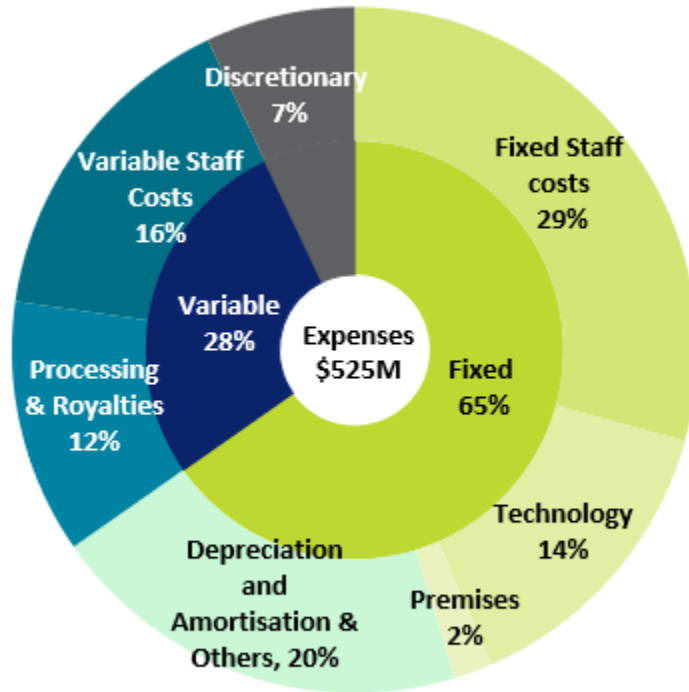 Discretionary
7%
Fixed Staff
costs
29%
Variable Staff
Costs
16%
Variable
28%
Expenses
$525M
Fixed
65%
Processing
& Royalties
12%
Technology
14%
Depreciation
and
Amortisation &
Others, 20%
Premises
2%